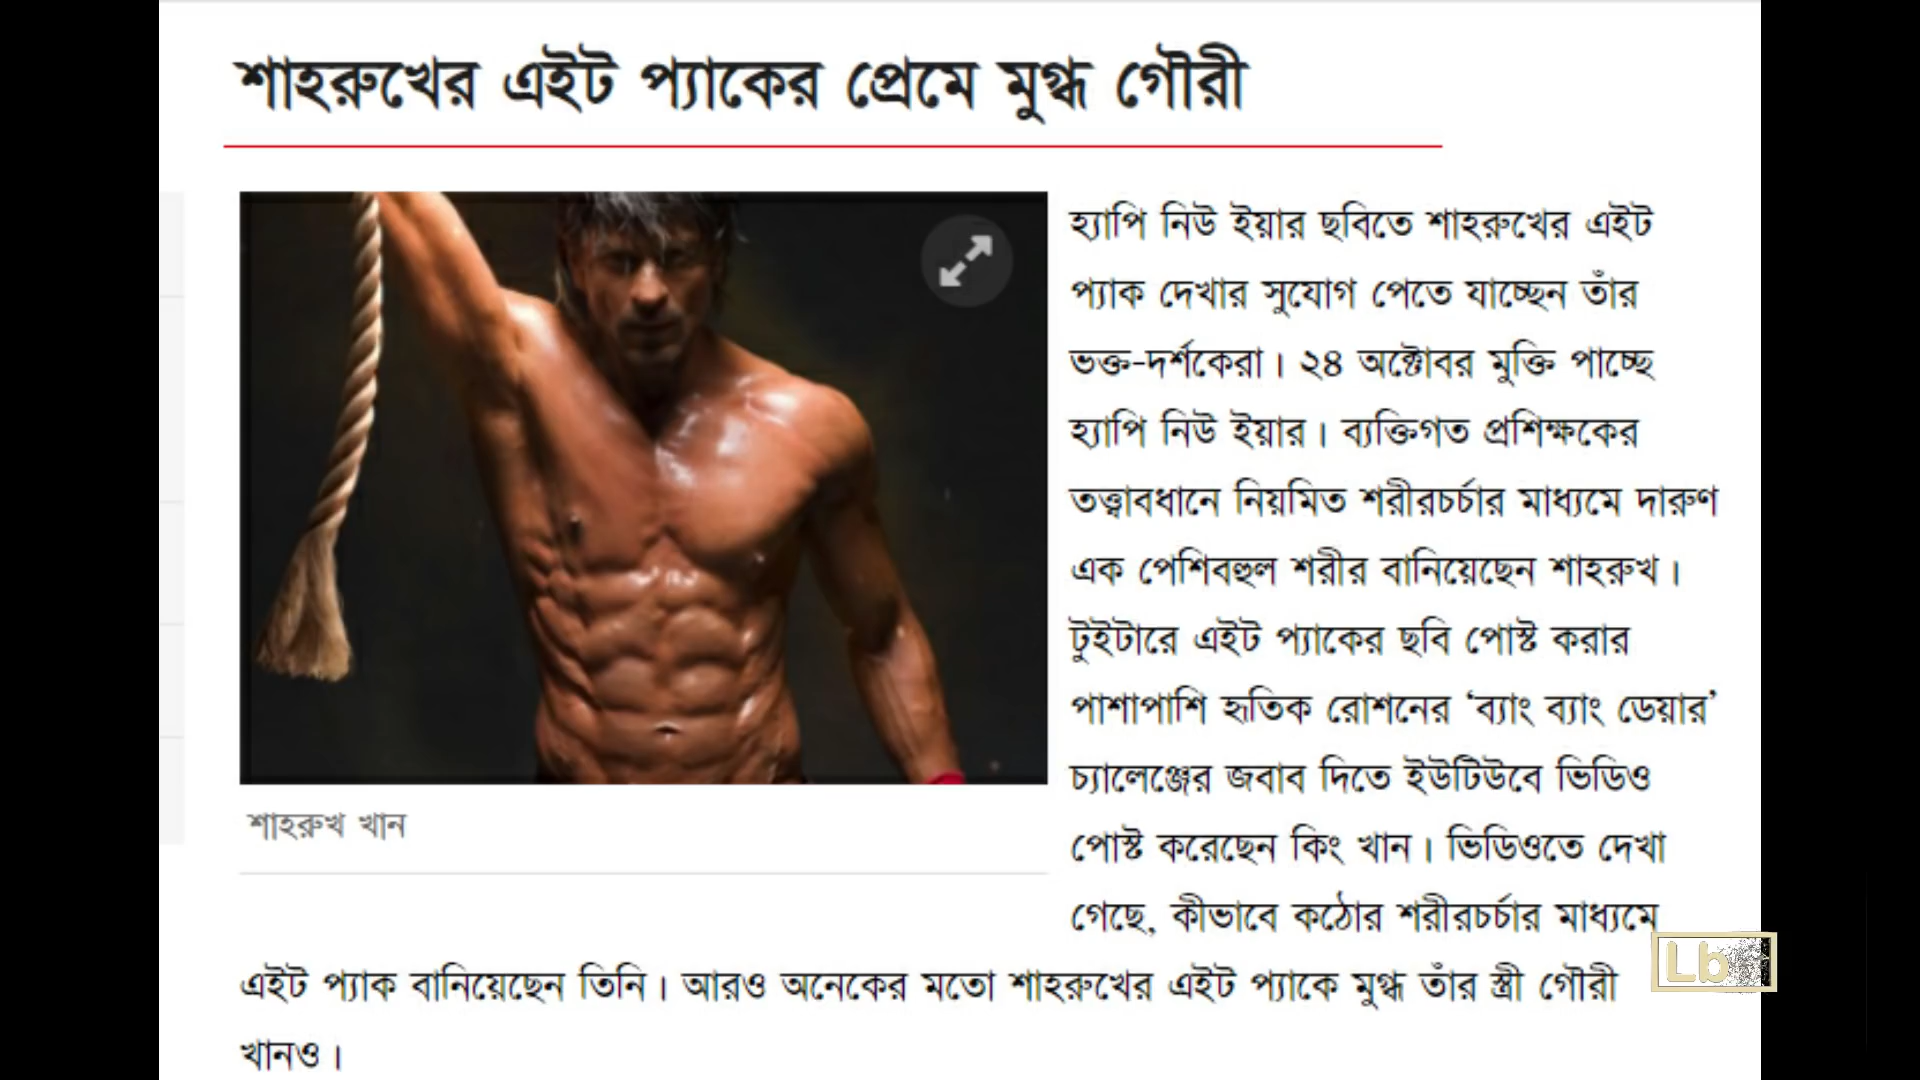 শাহরুখের এইট প্যাকের প্রেমে মুগ্ধ গৌরী
হ্যাপি নিউ ইয়ার ছবিতে শাহরুখের এইট
প্যাক দেখার সুযোগ পেতে যাচ্ছেন তাঁর
ভক্ত-দর্শকেরা। ২৪ অক্টোবর মুক্তি পাচ্ছে
হ্যাপি নিউ ইয়ার। ব্যক্তিগত প্রশিক্ষকের
তত্ত্বাবধানে নিয়মিত শরীরচর্চার মাধ্যমে দারুণ
এক পেশিবহুল শরীর বানিয়েছেন শাহরুখ।
টুইটারে এইট প্যাকের ছবি পোস্ট করার
পাশাপাশি হৃতিক রোশনের ‘ব্যাং ব্যাং ডেয়ার’
চ্যালেঞ্জের জবাব দিতে ইউটিউবে ভিডিও
পোস্ট করেছেন কিং খান। ভিডিওতে দেখা
গেছে, কীভাবে কঠোর শরীরচর্চার মাধ্যমে
এইট প্যাক বানিয়েছেন তিনি। আরও অনেকের মতো শাহরুখের এইট প্যাকে মুগ্ধ তাঁর স্ত্রী গৌরী
খানও।
শাহরুখ খান
Lb